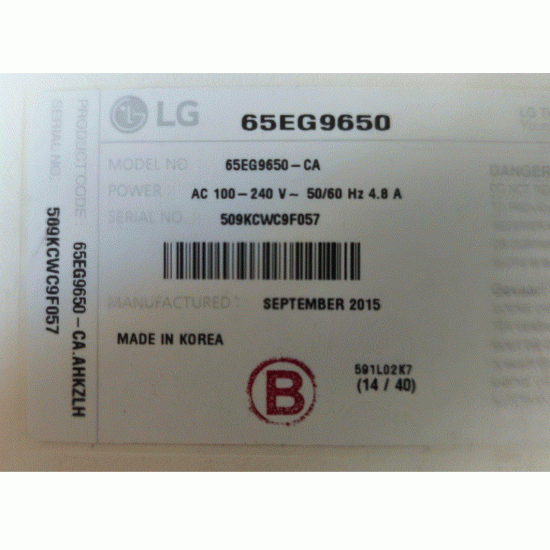 LG 65EG9650
MODEL NO : 65EG9650-CA
POWER : AC 100-240 V~ 50/60 Hz 4.8 A
SERIAL NO. : 509KCWC9F057
MANUFACTURED : SEPTEMBER 2015
MADE IN KOREA
B
591L02K7
(14 / 40)
PRODUCT CODE: 65EG9650-CA.AHKZLH
SERIAL NO: 509KCWC9F057
LG
DANGER